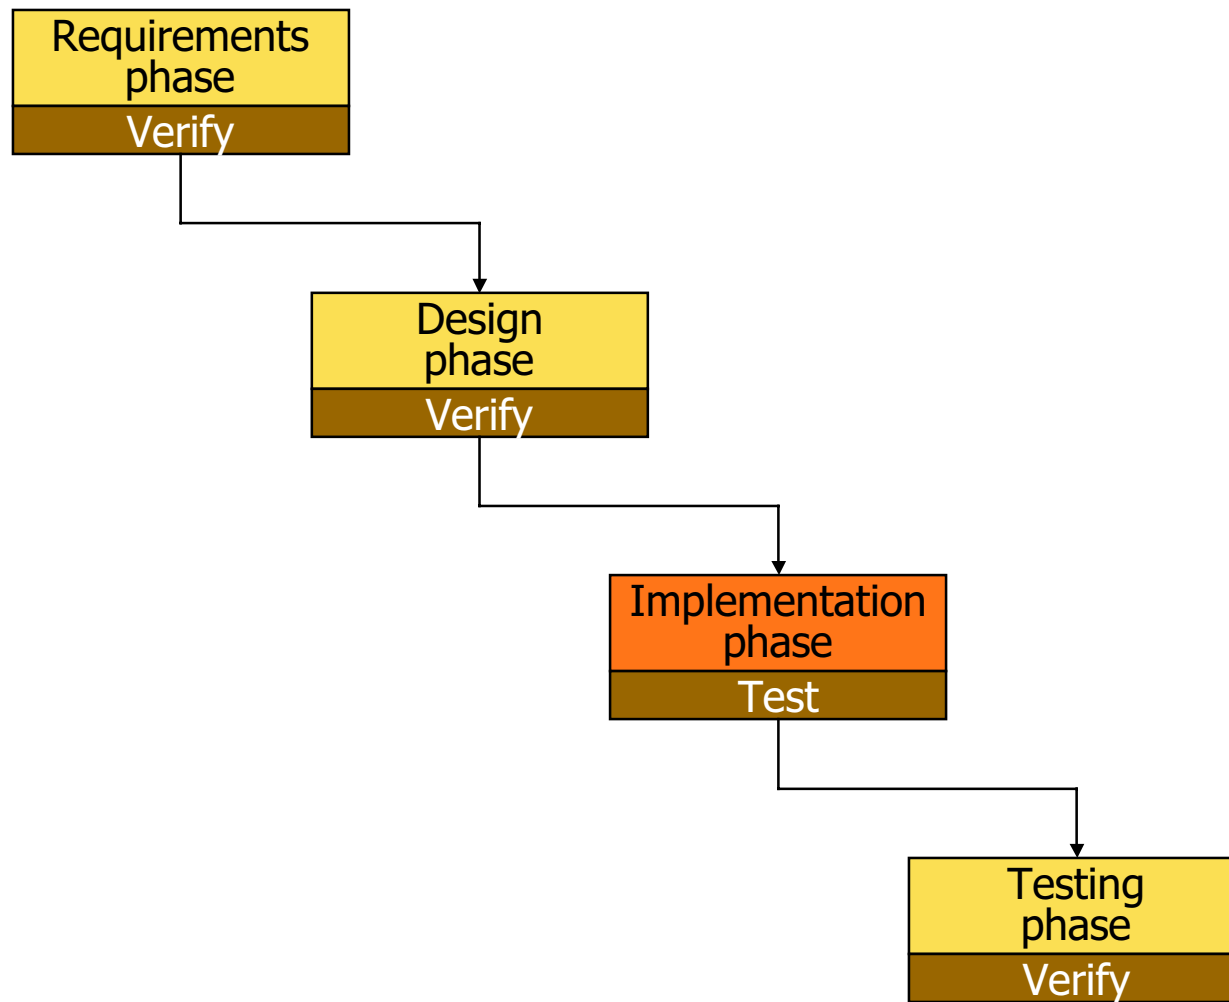 Requirements
phase
Verify
Design
phase
Verify
Implementation
phase
Test
Testing
phase
Verify